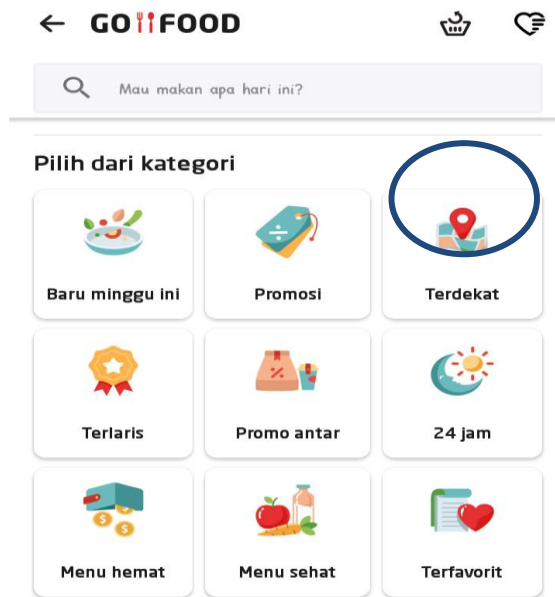 GO FOOD
Mau makan apa hari ini?
Pilih dari kategori
Baru minggu ini
Promosi
Terdekat
Terlaris
Promo antar
24 jam
Menu hemat
Menu sehat
Terfavorit